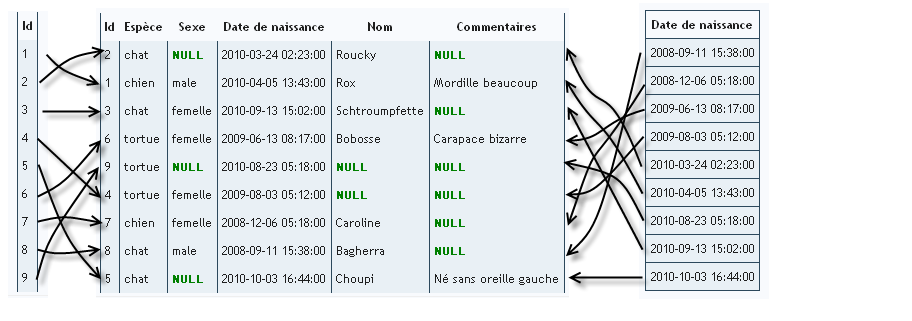 Id
1
2
3
4
5
6
7
8
9
Id Espèce Sexe Date de naissance Nom Commentaires
2 chat NULL 2010-03-24 02:23:00 Roucky NULL
1 chien male 2010-04-05 13:43:00 Rox Mordille beaucoup
3 chat femelle 2010-09-13 15:02:00 Schtroumpfette NULL
6 tortue femelle 2009-06-13 08:17:00 Bobosse Carapace bizarre
9 tortue NULL 2010-08-23 05:18:00 NULL NULL
4 tortue femelle 2009-08-03 05:12:00 NULL NULL
7 chien femelle 2008-12-06 05:18:00 Caroline NULL
8 chat male 2008-09-11 15:38:00 Bagherra NULL
5 chat NULL 2010-10-03 16:44:00 Choupi Né sans oreille gauche
Date de naissance
2008-09-11 15:38:00
2008-12-06 05:18:00
2009-06-13 08:17:00
2009-08-03 05:12:00
2010-03-24 02:23:00
2010-04-05 13:43:00
2010-08-23 05:18:00
2010-09-13 15:02:00
2010-10-03 16:44:00